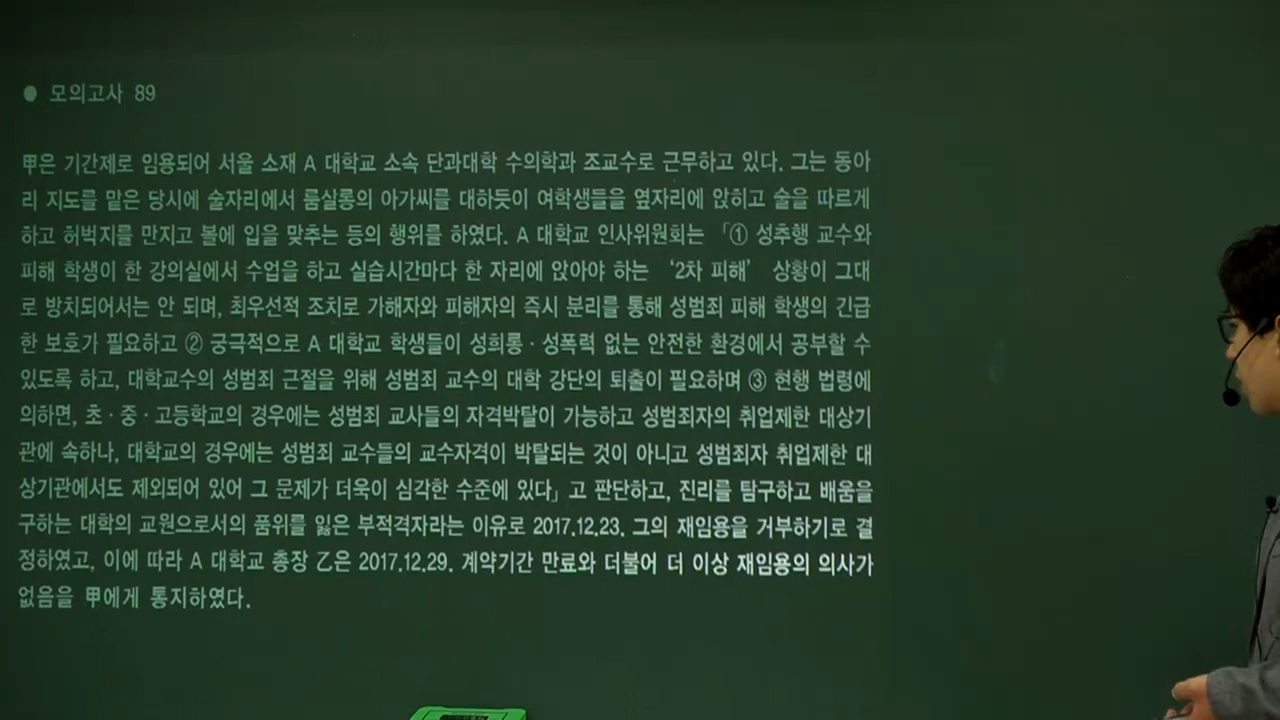 ● 모의고사 89
甲은 기간제로 임용되어 서울 소재 A 대학교 소속 단과대학 수의학과 조교수로 근무하고 있다. 그는 동아
리 지도를 맡은 당시에 술자리에서 룸살롱의 아가씨를 대하듯이 여학생들을 옆자리에 앉히고 술을 따르게
하고 허벅지를 만지고 볼에 입을 맞추는 등의 행위를 하였다. A 대학교 인사위원회는 「① 성추행 교수와
피해 학생이 한 강의실에서 수업을 하고 실습시간마다 한 자리에 앉아야 하는 ‘2차 피해’ 상황이 그대
로 방치되어서는 안 되며, 최우선적 조치로 가해자와 피해자의 즉시 분리를 통해 성범죄 피해 학생의 긴급
한 보호가 필요하고 ② 궁극적으로 A 대학교 학생들이 성희롱·성폭력 없는 안전한 환경에서 공부할 수
있도록 하고, 대학교수의 성범죄 근절을 위해 성범죄 교수의 대학 강단의 퇴출이 필요하며 ③ 현행 법령에
의하면, 초·중·고등학교의 경우에는 성범죄 교사들의 자격박탈이 가능하고 성범죄자의 취업제한 대상기
관에 속하나, 대학교의 경우에는 성범죄 교수들의 교수자격이 박탈되는 것이 아니고 성범죄자 취업제한 대
상기관에서도 제외되어 있어 그 문제가 더욱이 심각한 수준에 있다」고 판단하고, 진리를 탐구하고 배움을
구하는 대학의 교원으로서의 품위를 잃은 부적격자라는 이유로 2017.12.23. 그의 재임용을 거부하기로 결
정하였고, 이에 따라 A 대학교 총장 乙은 2017.12.29. 계약기간 만료와 더불어 더 이상 재임용의 의사가
없음을 甲에게 통지하였다.